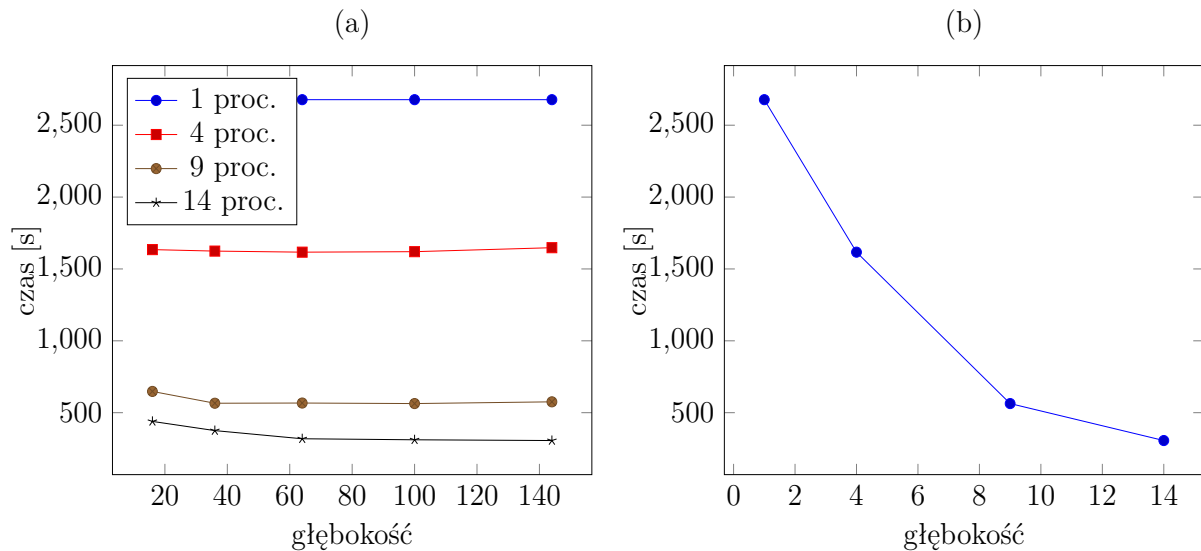 (a)
(b)
1 proc.
4 proc.
9 proc.
14 proc.
2,500
2,000
1,500
1,000
500
czas [s]
20 40 60 80 100 120 140
głębokość
2,500
2,000
1,500
1,000
500
czas [s]
0 2 4 6 8 10 12 14
głębokość